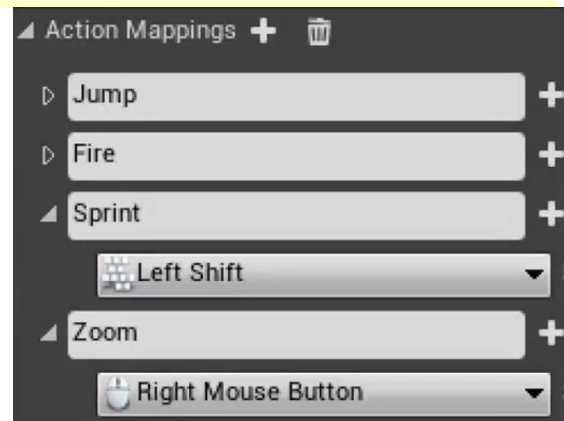 Action Mappings
Jump
Fire
Sprint
Left Shift
Zoom
Right Mouse Button